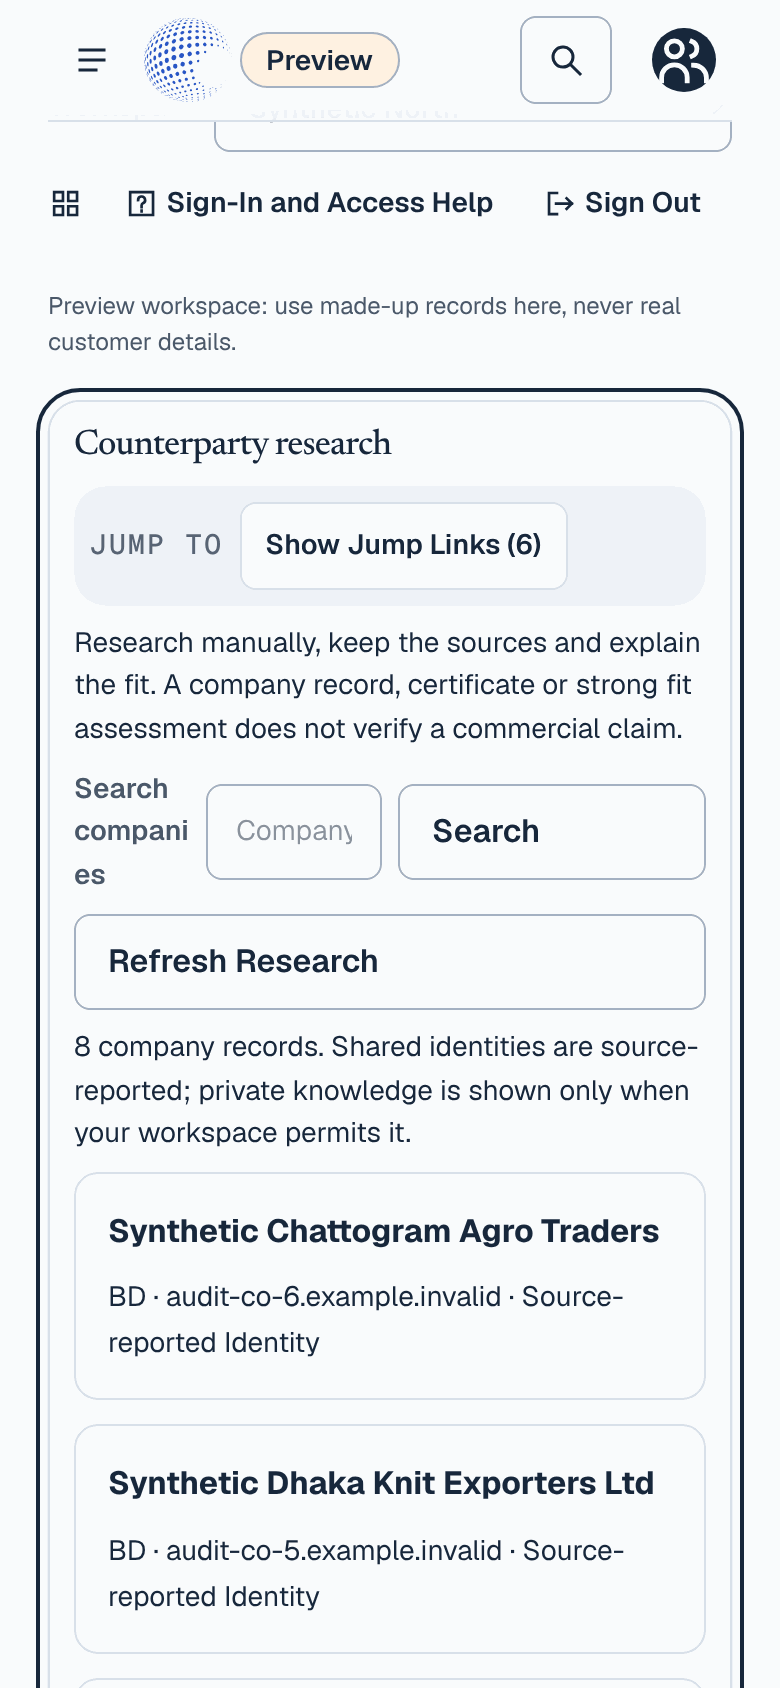 Preview
Sign-In and Access Help
Sign Out
Preview workspace: use made-up records here, never real
customer details.
Counterparty research
JUMP TO
Show Jump Links (6)
Research manually, keep the sources and explain
the fit. A company record, certificate or strong fit
assessment does not verify a commercial claim.
Search
compani
es
Company
Search
Refresh Research
8 company records. Shared identities are source-
reported; private knowledge is shown only when
your workspace permits it.
Synthetic Chattogram Agro Traders
BD · audit-co-6.example.invalid · Source-
reported Identity
Synthetic Dhaka Knit Exporters Ltd
BD · audit-co-5.example.invalid · Source-
reported Identity